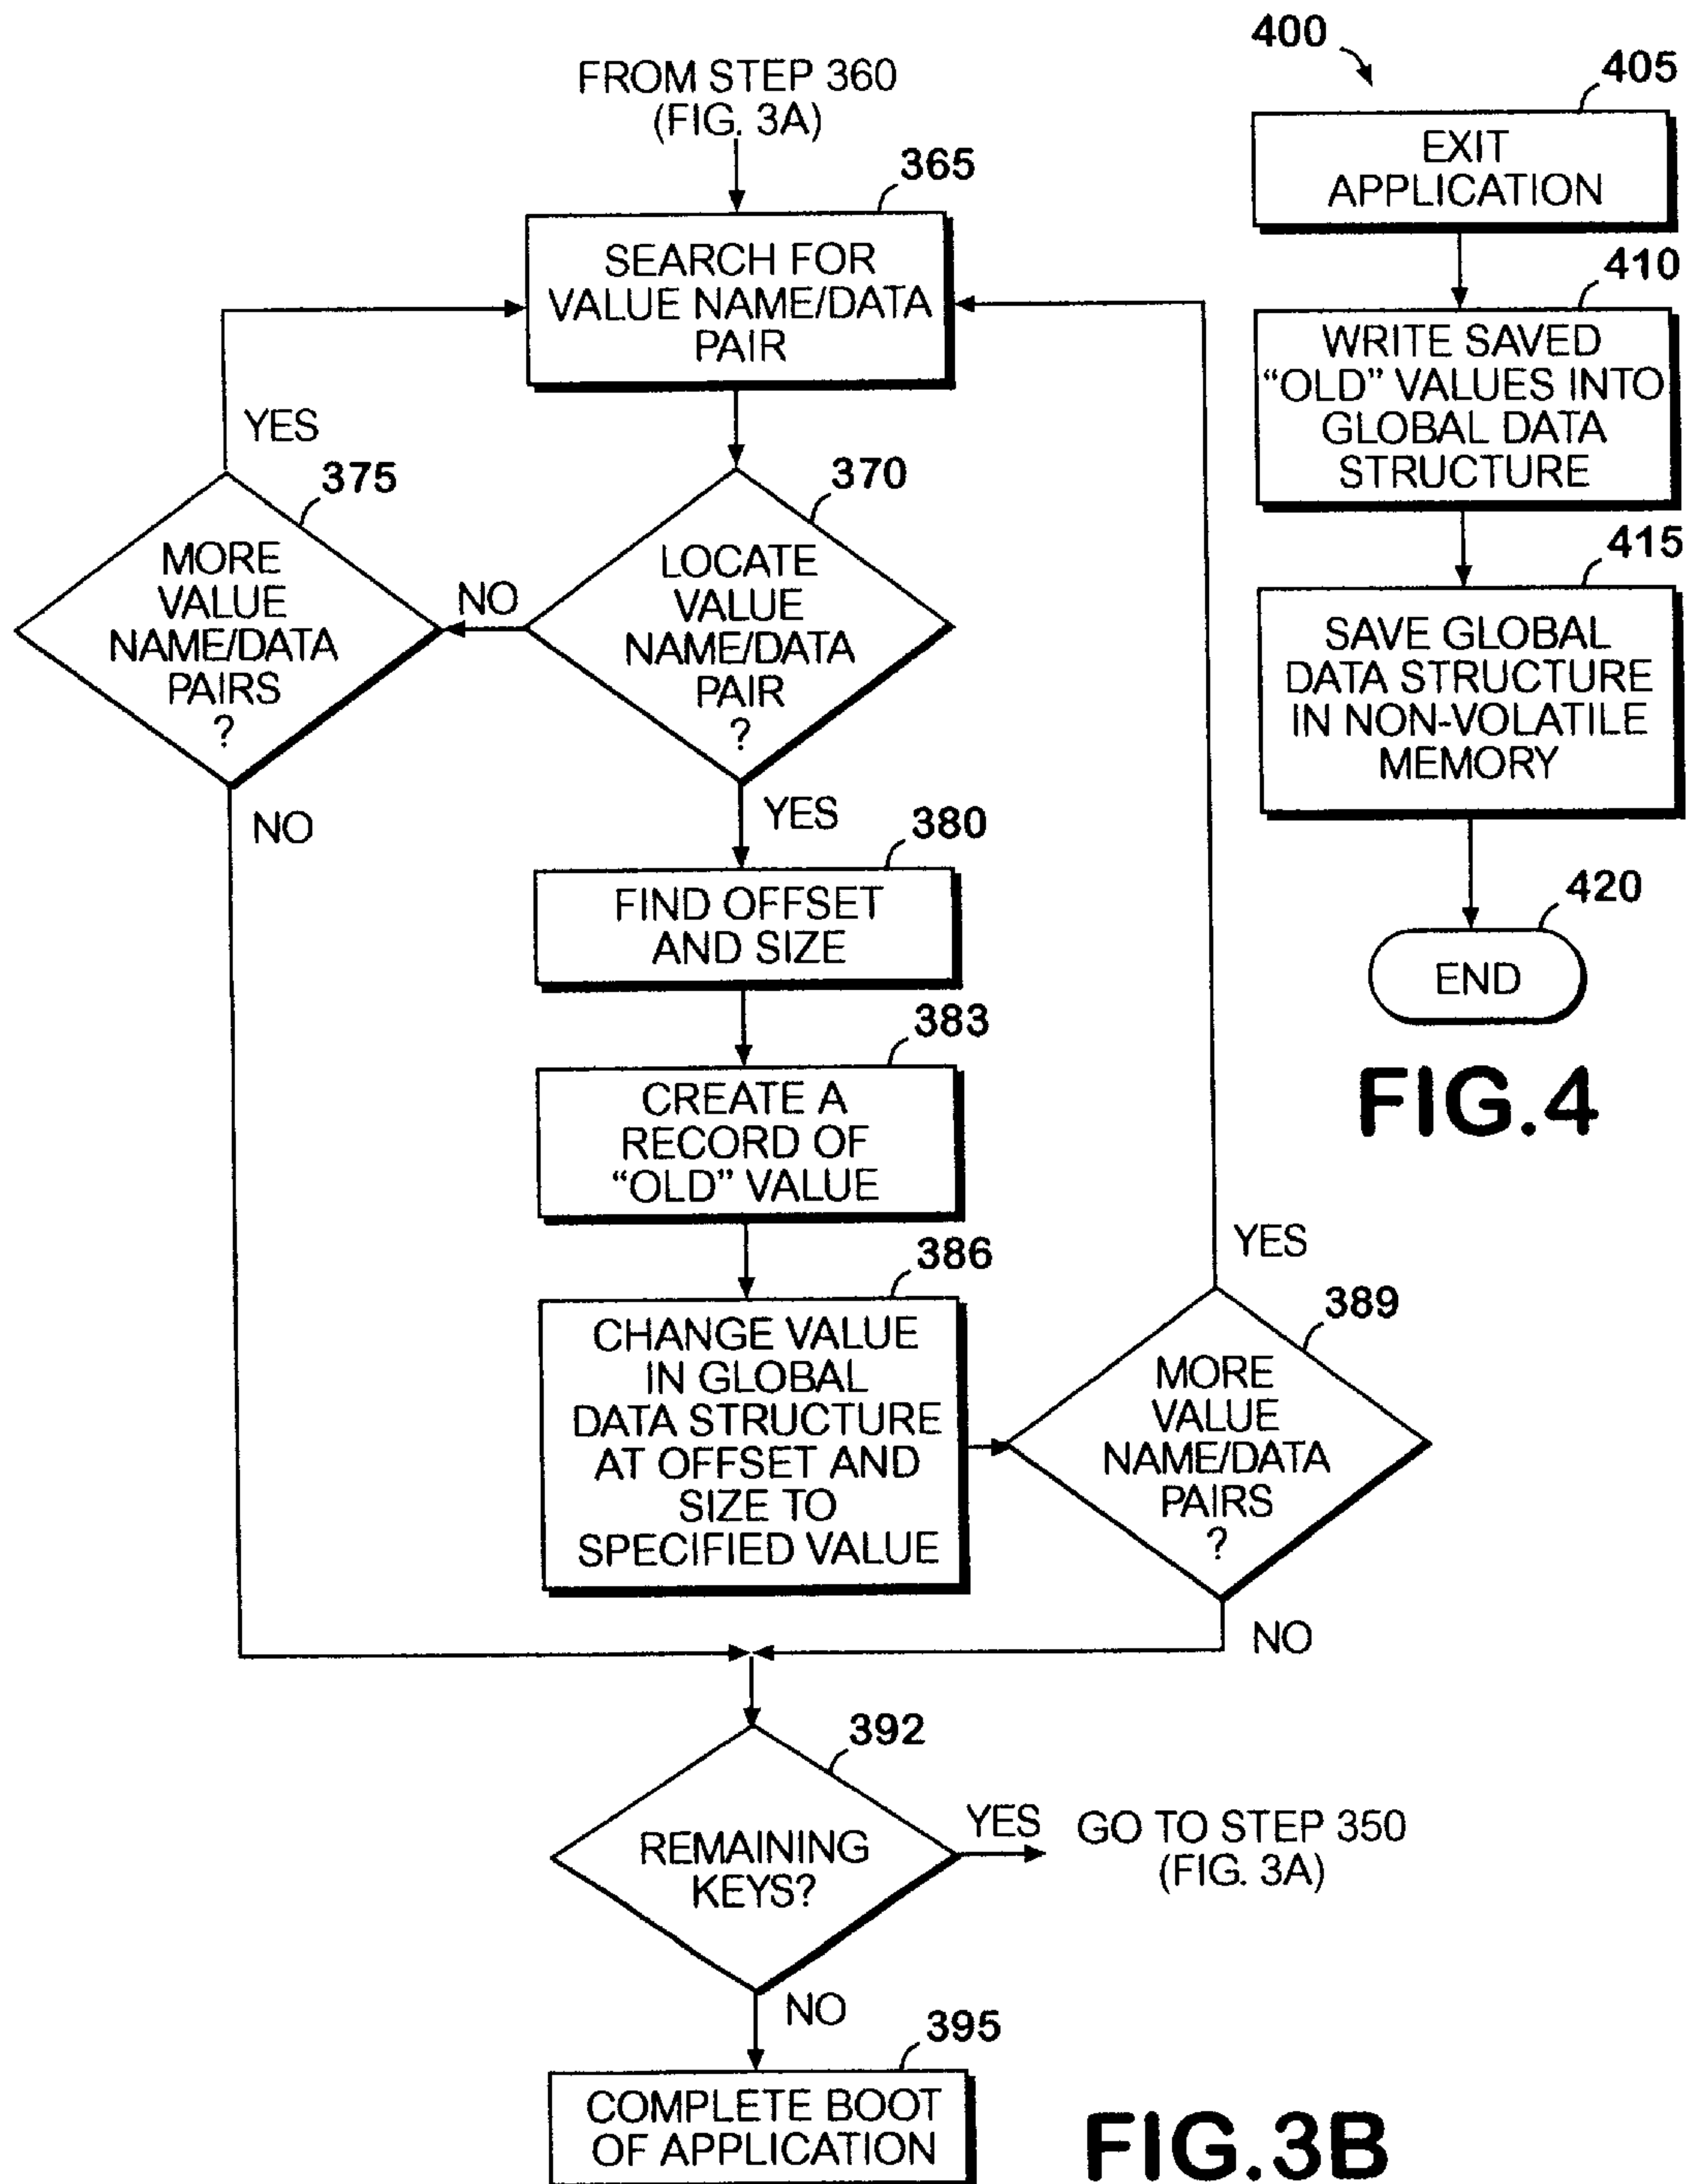 FROM STEP 360
(FIG. 3A)
365
SEARCH FOR
VALUE NAME/DATA
PAIR
YES
375
MORE
VALUE
NAME/DATA
PAIRS
?
NO
370
LOCATE
VALUE
NAME/DATA
PAIR
?
NO
YES
380
FIND OFFSET
AND SIZE
383
CREATE A
RECORD OF
“OLD” VALUE
386
CHANGE VALUE
IN GLOBAL
DATA STRUCTURE
AT OFFSET AND
SIZE TO
SPECIFIED VALUE
YES
389
MORE
VALUE
NAME/DATA
PAIRS
?
NO
392
REMAINING
KEYS?
YES
GO TO STEP 350
(FIG. 3A)
NO
395
COMPLETE BOOT
OF APPLICATION
FIG.3B
400
405
EXIT
APPLICATION
410
WRITE SAVED
“OLD” VALUES INTO
GLOBAL DATA
STRUCTURE
415
SAVE GLOBAL
DATA STRUCTURE
IN NON-VOLATILE
MEMORY
420
END
FIG.4